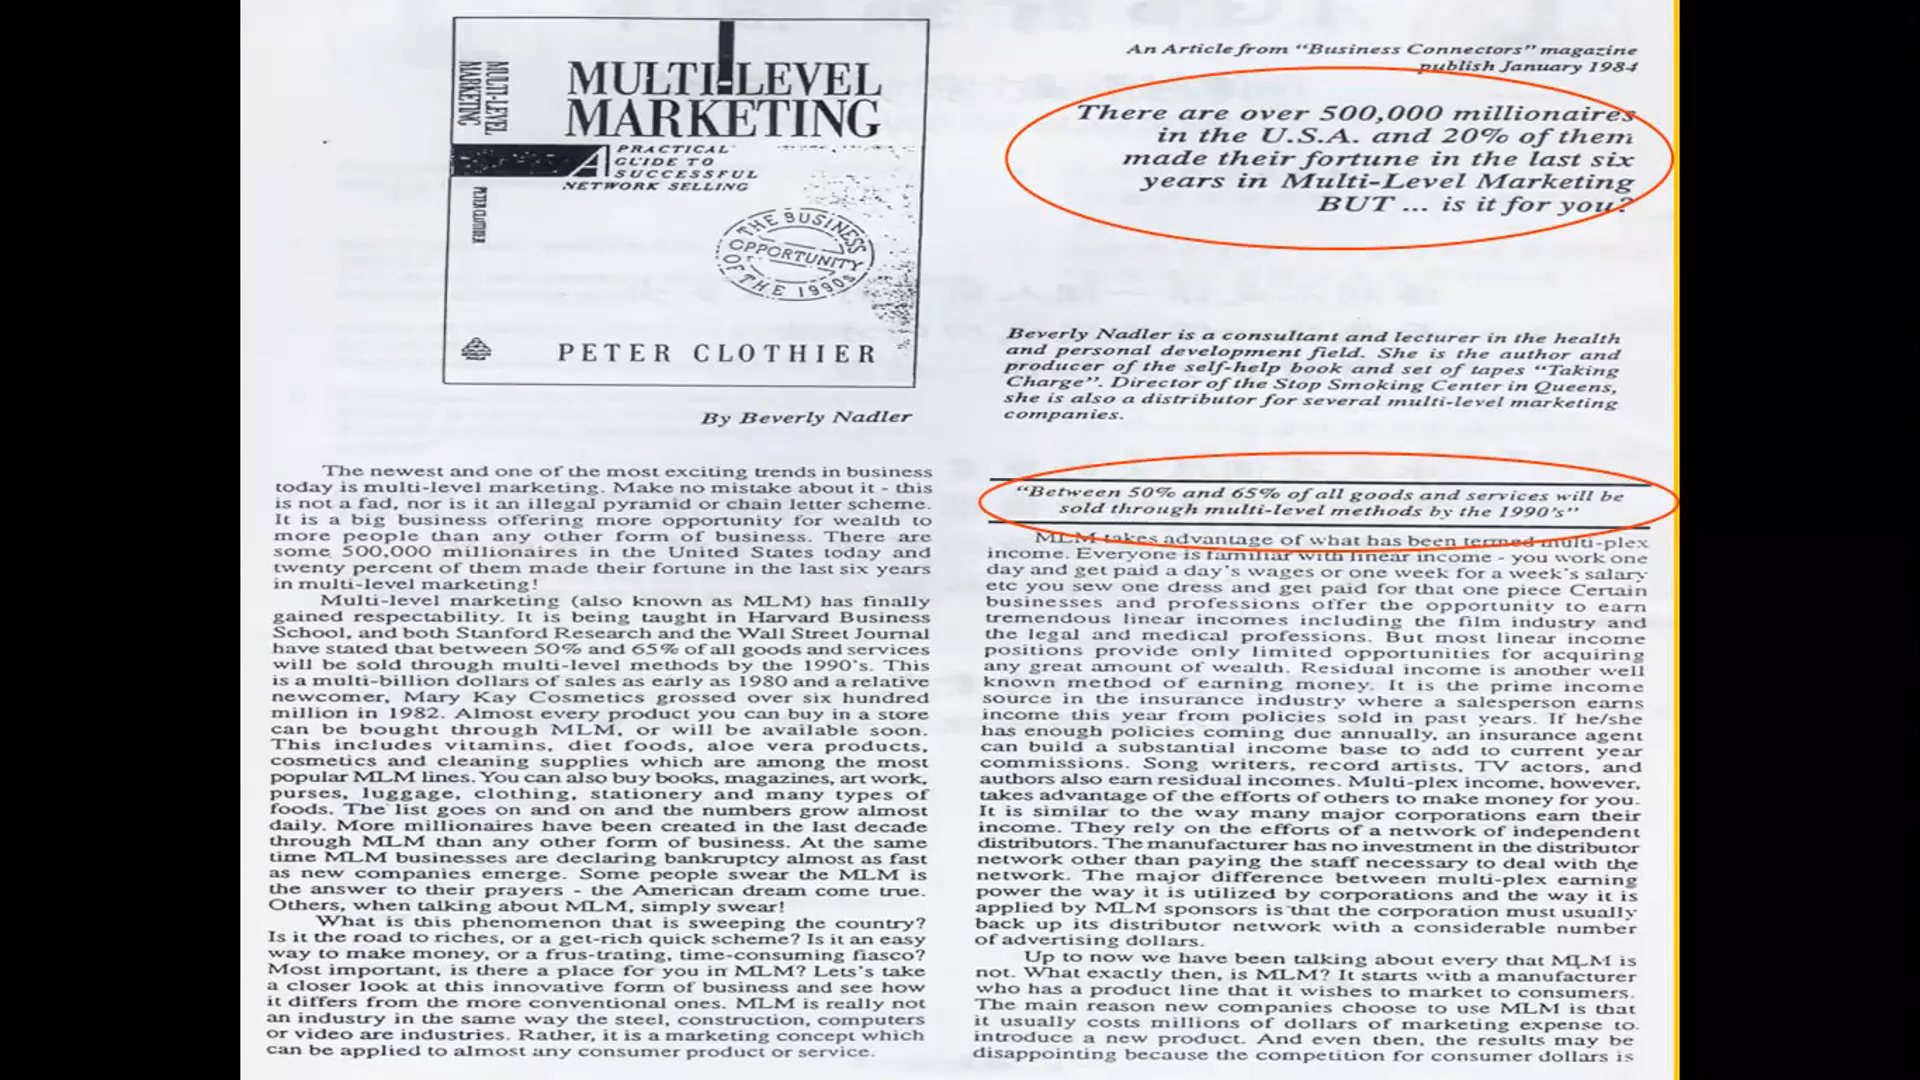 MULTI-LEVEL
MARKETING
MULTI-LEVEL
MARKETING
A PRACTICAL
GUIDE TO
SUCCESSFUL
NETWORK SELLING
PETER CLOTHIER
THE BUSINESS
OPPORTUNITY
OF THE 1990s
PETER CLOTHIER
By Beverly Nadler
An Article from "Business Connectors" magazine
publish January 1984
There are over 500,000 millionaires
in the U.S.A. and 20% of them
made their fortune in the last six
years in Multi-Level Marketing
BUT ... is it for you?
Beverly Nadler is a consultant and lecturer in the health
and personal development field. She is the author and
producer of the self-help book and set of tapes "Taking
Charge". Director of the Stop Smoking Center in Queens,
she is also a distributor for several multi-level marketing
companies.
The newest and one of the most exciting trends in business
today is multi-level marketing. Make no mistake about it - this
is not a fad, nor is it an illegal pyramid or chain letter scheme.
It is a big business offering more opportunity for wealth to
more people than any other form of business. There are
some 500,000 millionaires in the United States today and
twenty percent of them made their fortune in the last six years
in multi-level marketing!
Multi-level marketing (also known as MLM) has finally
gained respectability. It is being taught in Harvard Business
School, and both Stanford Research and the Wall Street Journal
have stated that between 50% and 65% of all goods and services
will be sold through multi-level methods by the 1990's. This
is a multi-billion dollars of sales as early as 1980 and a relative
newcomer, Mary Kay Cosmetics grossed over six hundred
million in 1982. Almost every product you can buy in a store
can be bought through MLM, or will be available soon.
This includes vitamins, diet foods, aloe vera products,
cosmetics and cleaning supplies which are among the most
popular MLM lines. You can also buy books, magazines, art work,
purses, luggage, clothing, stationery and many types of
foods. The list goes on and on and the numbers grow almost
daily. More millionaires have been created in the last decade
through MLM than any other form of business. At the same
time MLM businesses are declaring bankruptcy almost as fast
as new companies emerge. Some people swear the MLM is
the answer to their prayers - the American dream come true.
Others, when talking about MLM, simply swear!
What is this phenomenon that is sweeping the country?
Is it the road to riches, or a get-rich quick scheme? Is it an easy
way to make money, or a frus-trating, time-consuming fiasco?
Most important, is there a place for you in MLM? Lets's take
a closer look at this innovative form of business and see how
it differs from the more conventional ones. MLM is really not
an industry in the same way the steel, construction, computers
or video are industries. Rather, it is a marketing concept which
can be applied to almost any consumer product or service.
"Between 50% and 65% of all goods and services will be
sold through multi-level methods by the 1990's"
MLM takes advantage of what has been termed multi-plex
income. Everyone is familiar with linear income - you work one
day and get paid a day's wages or one week for a week's salary
etc you sew one dress and get paid for that one piece Certain
businesses and professions offer the opportunity to earn
tremendous linear incomes including the film industry and
the legal and medical professions. But most linear income
positions provide only limited opportunities for acquiring
any great amount of wealth. Residual income is another well
known method of earning money. It is the prime income
source in the insurance industry where a salesperson earns
income this year from policies sold in past years. If he/she
has enough policies coming due annually, an insurance agent
can build a substantial income base to add to current year
commissions. Song writers, record artists, TV actors, and
authors also earn residual incomes. Multi-plex income, however,
takes advantage of the efforts of others to make money for you.
It is similar to the way many major corporations earn their
income. They rely on the efforts of a network of independent
distributors. The manufacturer has no investment in the distributor
network other than paying the staff necessary to deal with the
network. The major difference between multi-plex earning
power the way it is utilized by corporations and the way it is
applied by MLM sponsors is that the corporation must usually
back up its distributor network with a considerable number
of advertising dollars.
Up to now we have been talking about every that MLM is
not. What exactly then, is MLM? It starts with a manufacturer
who has a product line that it wishes to market to consumers.
The main reason new companies choose to use MLM is that
it usually costs millions of dollars of marketing expense to
introduce a new product. And even then, the results may be
disappointing because the competition for consumer dollars is